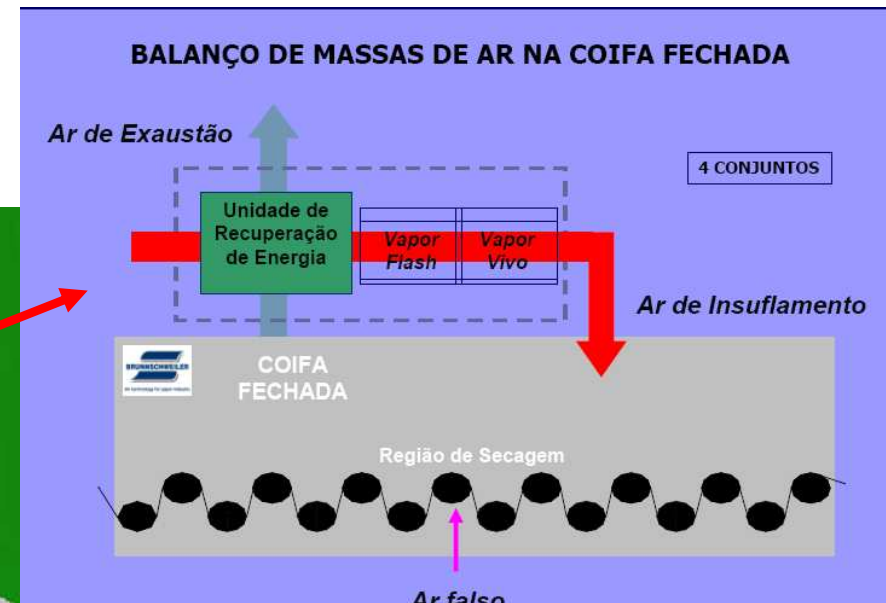 BALANÇO DE MASSAS DE AR NA COIFA FECHADA
Ar de Exaustão
4 CONJUNTOS
Unidade de
Recuperação
de Energia
Vapor
Flash
Vapor
Vivo
Ar de Insuflamento
BRUNNSCHWEILER
COIFA
FECHADA
Região de Secagem
Ar falso